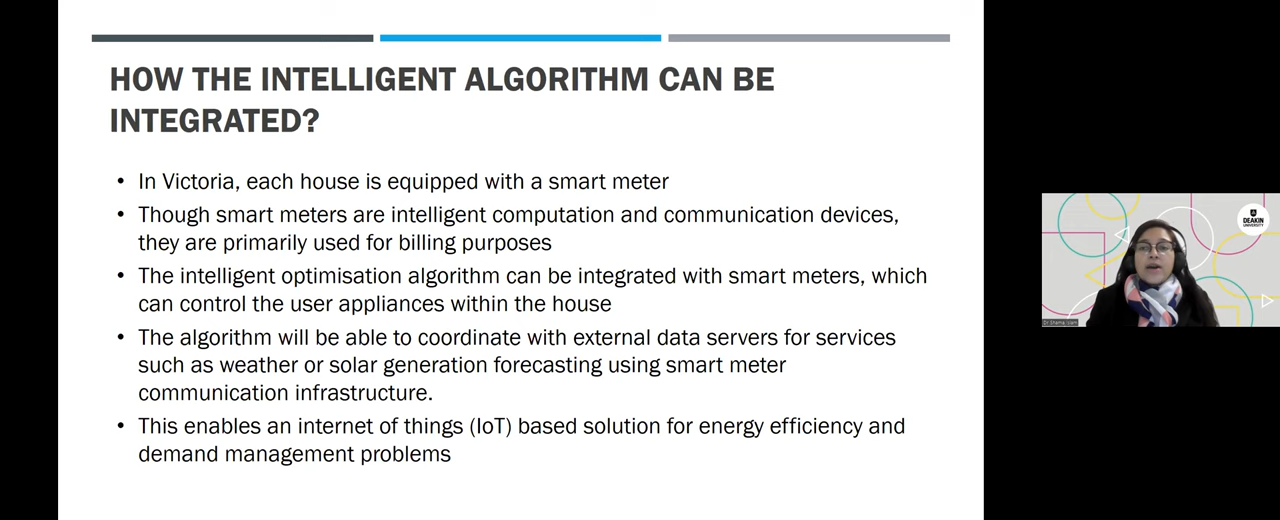 HOW THE INTELLIGENT ALGORITHM CAN BE
INTEGRATED?
• In Victoria, each house is equipped with a smart meter
• Though smart meters are intelligent computation and communication devices,
they are primarily used for billing purposes
• The intelligent optimisation algorithm can be integrated with smart meters, which
can control the user appliances within the house
• The algorithm will be able to coordinate with external data servers for services
such as weather or solar generation forecasting using smart meter
communication infrastructure.
• This enables an internet of things (IoT) based solution for energy efficiency and
demand management problems
DEAKIN
UNIVERSITY